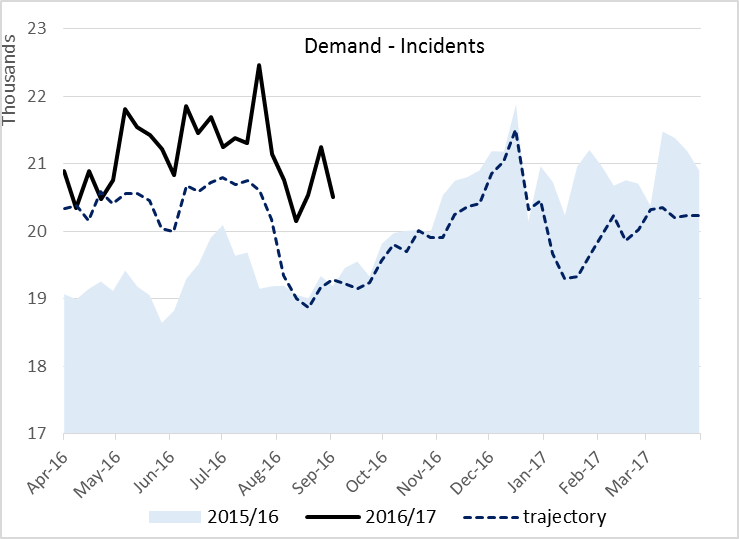 Demand - Incidents
Thousands
23
22
21
20
19
18
17
Apr-16
May-16
Jun-16
Jul-16
Aug-16
Sep-16
Oct-16
Nov-16
Dec-16
Jan-17
Feb-17
Mar-17
2015/16
2016/17
trajectory